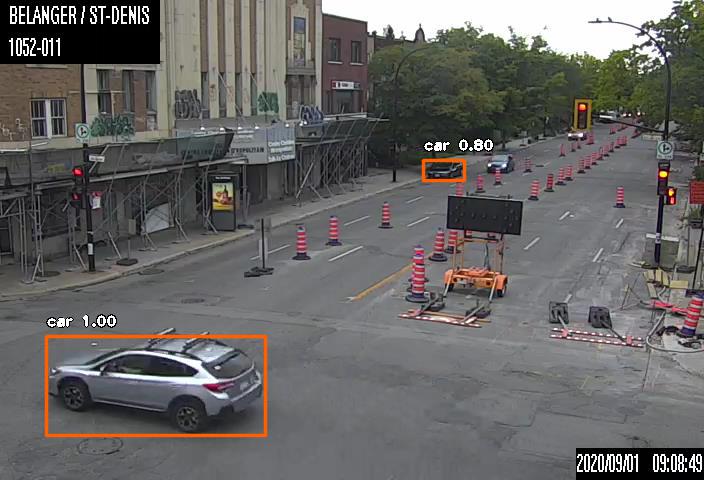 BELANGER / ST-DENIS
1052-011
car 0.80
car 1.00
2020/09/01 09:08:49